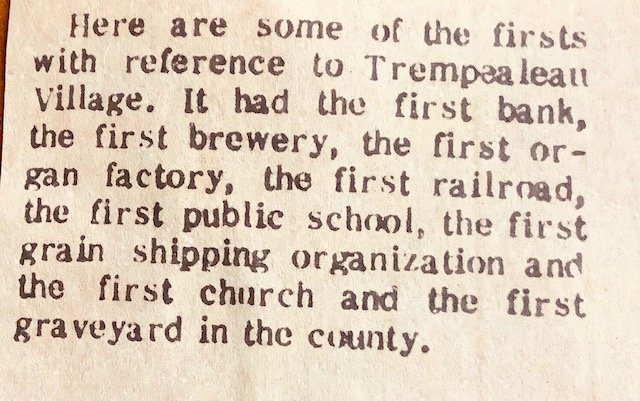 Here are some of the firsts
with reference to Trempealeau
Village. It had the first bank,
the first brewery, the first or-
gan factory, the first railroad,
the first public school, the first
grain shipping organization and
the first church and the first
graveyard in the county.